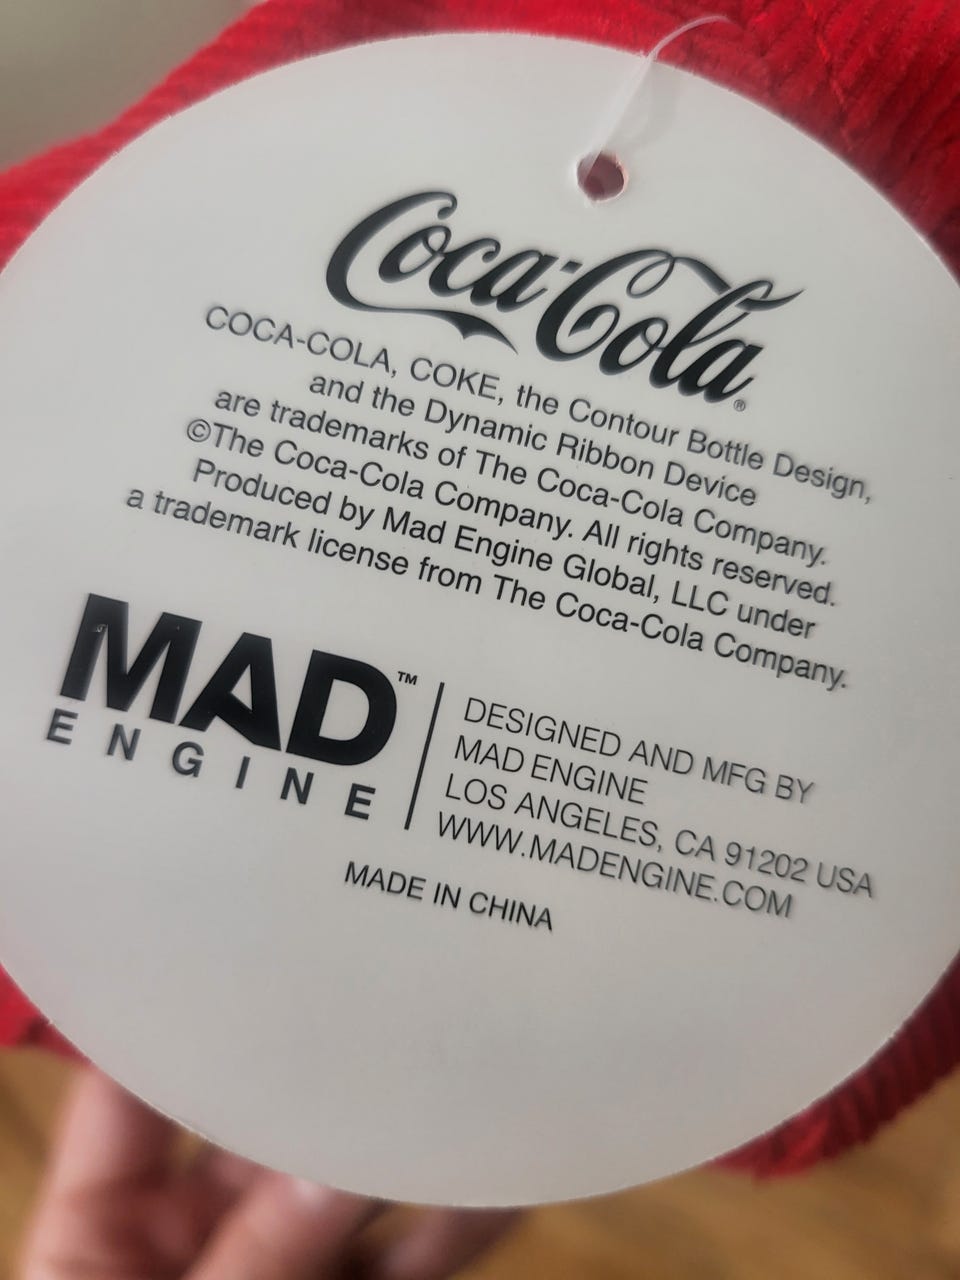 Coca-Cola®
COCA-COLA, COKE, the Contour Bottle Design,
and the Dynamic Ribbon Device
are trademarks of The Coca-Cola Company.
©The Coca-Cola Company. All rights reserved.
Produced by Mad Engine Global, LLC under
a trademark license from The Coca-Cola Company.
MAD™
ENGINE
DESIGNED AND MFG BY
MAD ENGINE
LOS ANGELES, CA 91202 USA
WWW.MADENGINE.COM
MADE IN CHINA